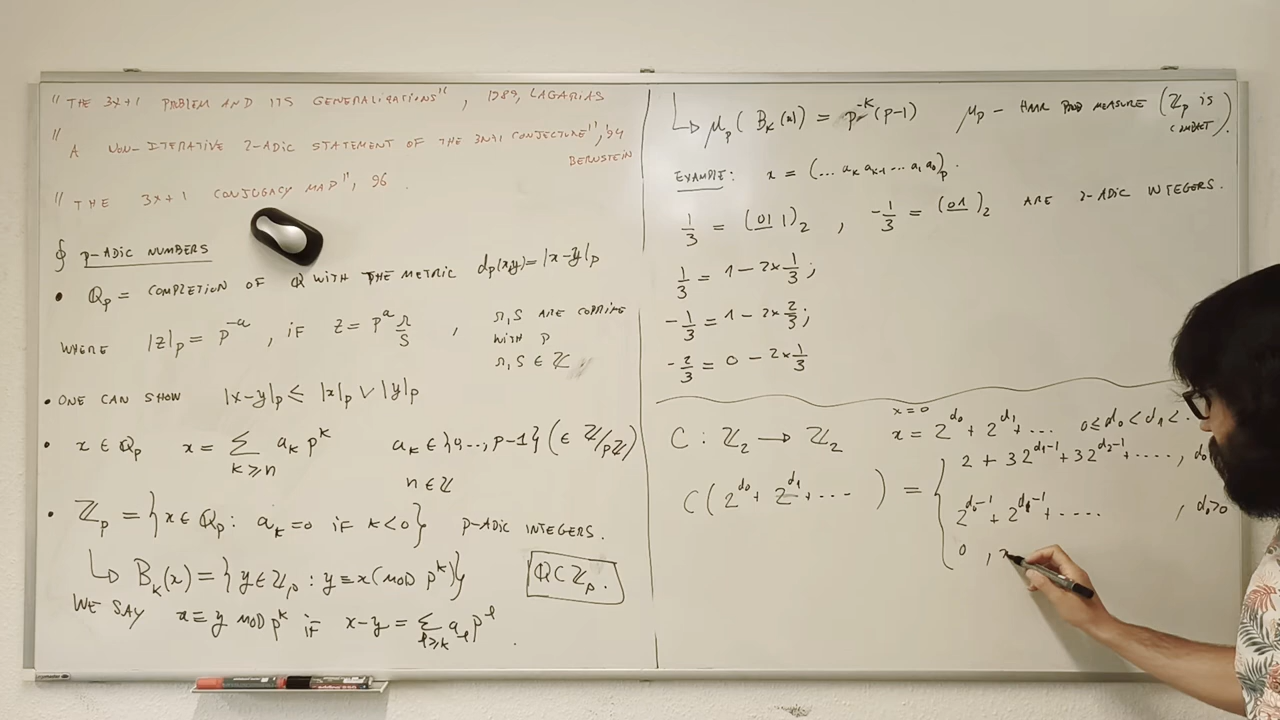 "THE 3x+1 PROBLEM AND ITS GENERALIZATIONS", 1985, LAGARIAS
"A NON-ITERATIVE 2-ADIC STATEMENT OF THE 3N+1 CONJECTURE", '94
BERNSTEIN
"THE 3x+1 CONJUGACY MAP", 96.
§ p-ADIC NUMBERS
• ℚ_p = COMPLETION OF ℚ WITH THE METRIC d_p(x,y) = |x-y|_p
WHERE |z|_p = p^{-a}, IF z = p^a r/s, r,s ARE COPRIME
WITH p
r,s ∈ ℤ.
• ONE CAN SHOW |x-y|_p ≤ |x|_p ∨ |y|_p
• x ∈ ℚ_p x = ∑_{k≥n} a_k p^k a_k ∈ {0,...,p-1} (∈ ℤ/pℤ)
n ∈ ℤ
• ℤ_p = {x ∈ ℚ_p : a_k = 0 IF k<0} p-ADIC INTEGERS.
↳ B_k(x) = {y ∈ ℤ_p : y ≡ x (MOD p^k)} ℚ⊂ℤ_p.
WE SAY x ≡ y MOD p^k IF x-y = ∑_{l≥k} a_l p^l.
↳ μ_p(B_k(x)) = p^{-k}(p-1) μ_p - HAAR PROB MEASURE (ℤ_p IS
COMPACT).
EXAMPLE: x = (... a_k a_{k-1} ... a_1 a_0)_p.
1/3 = (01 1)_2, -1/3 = (01)_2 ARE 2-ADIC INTEGERS.
1/3 = 1 - 2×1/3;
-1/3 = 1 - 2×2/3;
-2/3 = 0 - 2×1/3
x=0
C : ℤ_2 → ℤ_2 x = 2^{d_0} + 2^{d_1} + ... 0≤d_0<d_1<
2 + 3 2^{d_1-1} + 3 2^{d_2-1} + ...., d_0
C(2^{d_0} + 2^{d_1} + ... ) = {
2^{d_0-1} + 2^{d_1-1} + .... , d_0>0
0 , x